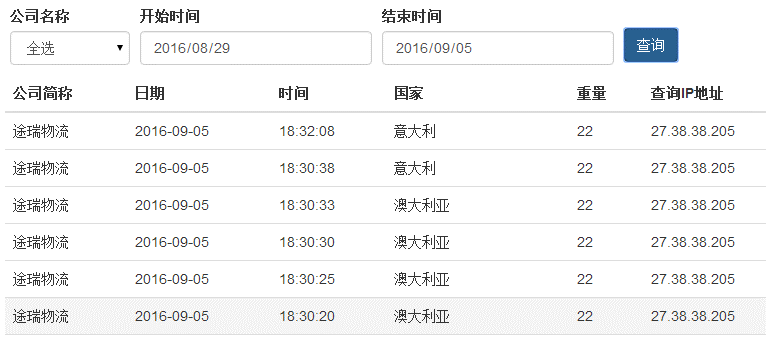 公司名称 开始时间 结束时间
全选 2016/08/29 2016/09/05 查询
公司简称 日期 时间 国家 重量 查询IP地址
途瑞物流 2016-09-05 18:32:08 意大利 22 27.38.38.205
途瑞物流 2016-09-05 18:30:38 意大利 22 27.38.38.205
途瑞物流 2016-09-05 18:30:33 澳大利亚 22 27.38.38.205
途瑞物流 2016-09-05 18:30:30 澳大利亚 22 27.38.38.205
途瑞物流 2016-09-05 18:30:25 澳大利亚 22 27.38.38.205
途瑞物流 2016-09-05 18:30:20 澳大利亚 22 27.38.38.205